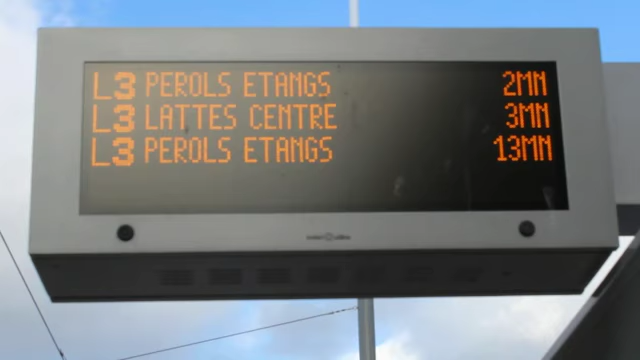 L3 PEROLS ETANGS 2MN
L3 LATTES CENTRE 3MN
L3 PEROLS ETANGS 13MN